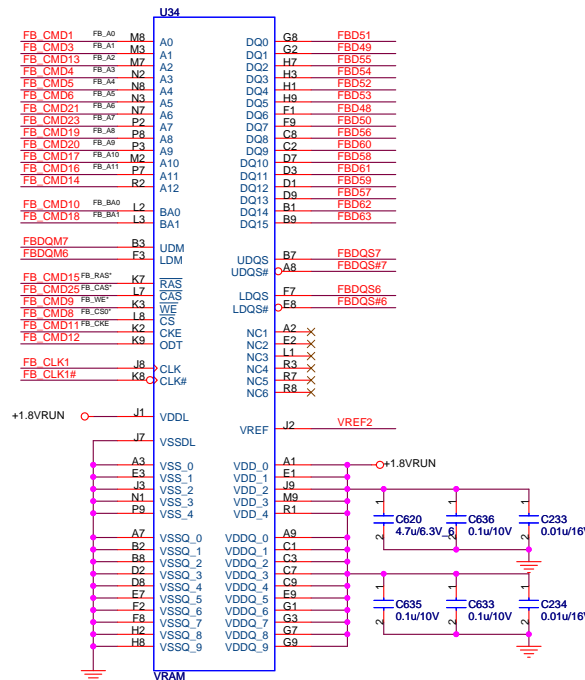 U34
FB_CMD1 FB_A0 M8 A0 DQ0 G8 FBD51
FB_CMD3 FB_A1 M3 A1 DQ1 G2 FBD49
FB_CMD13 FB_A2 M7 A2 DQ2 H7 FBD55
FB_CMD4 FB_A3 N2 A3 DQ3 H3 FBD54
FB_CMD5 FB_A4 N8 A4 DQ4 H1 FBD52
FB_CMD6 FB_A5 N3 A5 DQ5 H9 FBD53
FB_CMD21 FB_A6 N7 A6 DQ6 F1 FBD48
FB_CMD23 FB_A7 P2 A7 DQ7 F9 FBD50
FB_CMD19 FB_A8 P8 A8 DQ8 C8 FBD56
FB_CMD20 FB_A9 P3 A9 DQ9 C2 FBD60
FB_CMD17 FB_A10 M2 A10 DQ10 D7 FBD58
FB_CMD16 FB_A11 P7 A11 DQ11 D3 FBD61
FB_CMD14 R2 A12 DQ12 D1 FBD59
DQ13 D9 FBD57
FB_CMD10 FB_BA0 L2 BA0 DQ14 B1 FBD62
FB_CMD18 FB_BA1 L3 BA1 DQ15 B9 FBD63
FBDQM7 B3 UDM UDQS B7 FBDQS7
FBDQM6 F3 LDM UDQS# A8 FBDQS#7
FB_CMD15 FB_RAS* K7 RAS LDQS F7 FBDQS6
FB_CMD25 FB_CAS* L7 CAS LDQS# E8 FBDQS#6
FB_CMD9 FB_WE* K3 WE
FB_CMD8 FB_CS0* L8 CS NC1 A2
FB_CMD11 FB_CKE K2 CKE NC2 E2
FB_CMD12 K9 ODT NC3 L1
NC4 R3
FB_CLK1 J8 CLK NC5 R7
FB_CLK1# K8 CLK# NC6 R8
+1.8VRUN J1 VDDL
VREF J2 VREF2
J7 VSSDL
A3 VSS_0 VDD_0 A1 +1.8VRUN
E3 VSS_1 VDD_1 E1
J3 VSS_2 VDD_2 J9
N1 VSS_3 VDD_3 M9
P9 VSS_4 VDD_4 R1
1 1 1
C620 C636 C233
4.7u/6.3V_6 0.1u/10V 0.01u/16V
2 2 2
A7 VSSQ_0 VDDQ_0 A9
B2 VSSQ_1 VDDQ_1 C1
B8 VSSQ_2 VDDQ_2 C3
D2 VSSQ_3 VDDQ_3 C7
D8 VSSQ_4 VDDQ_4 C9
E7 VSSQ_5 VDDQ_5 E9
F2 VSSQ_6 VDDQ_6 G1
F8 VSSQ_7 VDDQ_7 G3
H2 VSSQ_8 VDDQ_8 G7
H8 VSSQ_9 VDDQ_9 G9
1 1 1
C635 C633 C234
0.1u/10V 0.1u/10V 0.01u/16V
2 2 2
VRAM